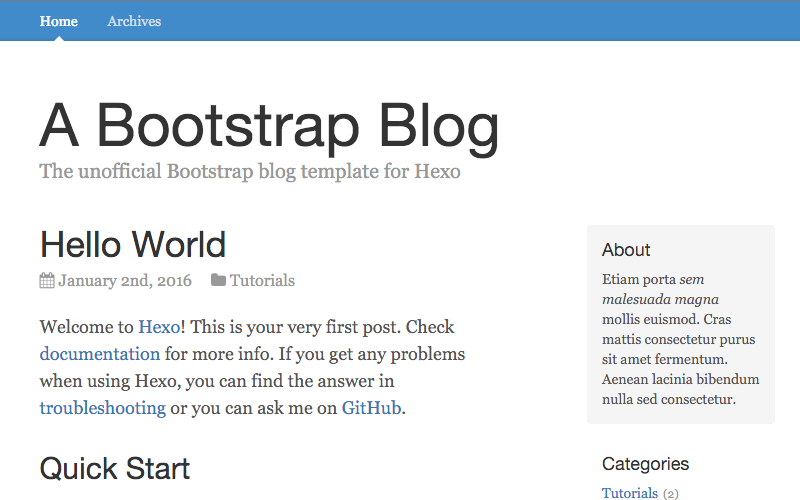 Home Archives
A Bootstrap Blog
The unofficial Bootstrap blog template for Hexo
Hello World
January 2nd, 2016 Tutorials
Welcome to Hexo! This is your very first post. Check
documentation for more info. If you get any problems
when using Hexo, you can find the answer in
troubleshooting or you can ask me on GitHub.
Quick Start
About
Etiam porta sem
malesuada magna
mollis euismod. Cras
mattis consectetur purus
sit amet fermentum.
Aenean lacinia bibendum
nulla sed consectetur.
Categories
Tutorials (2)